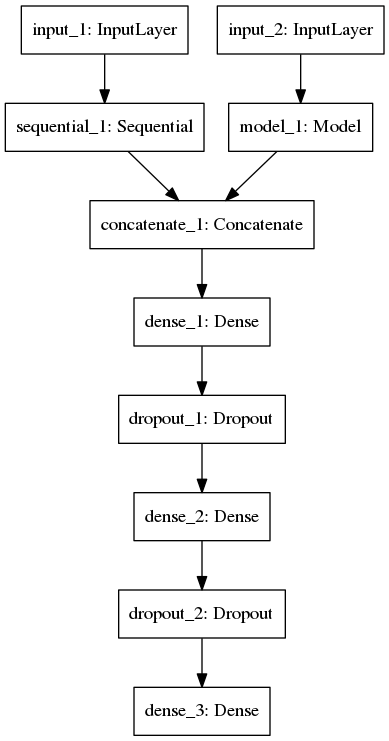 input_1: InputLayer
input_2: InputLayer
sequential_1: Sequential
model_1: Model
concatenate_1: Concatenate
dense_1: Dense
dropout_1: Dropout
dense_2: Dense
dropout_2: Dropout
dense_3: Dense